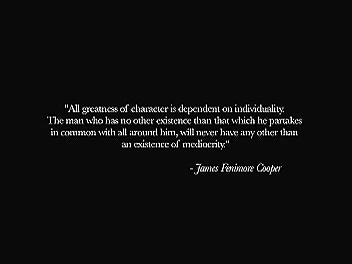 "All greatness of character is dependent on individuality.
The man who has no other existence than that which he partakes
in common with all around him, will never have any other than
an existence of mediocrity."
- James Fenimore Cooper